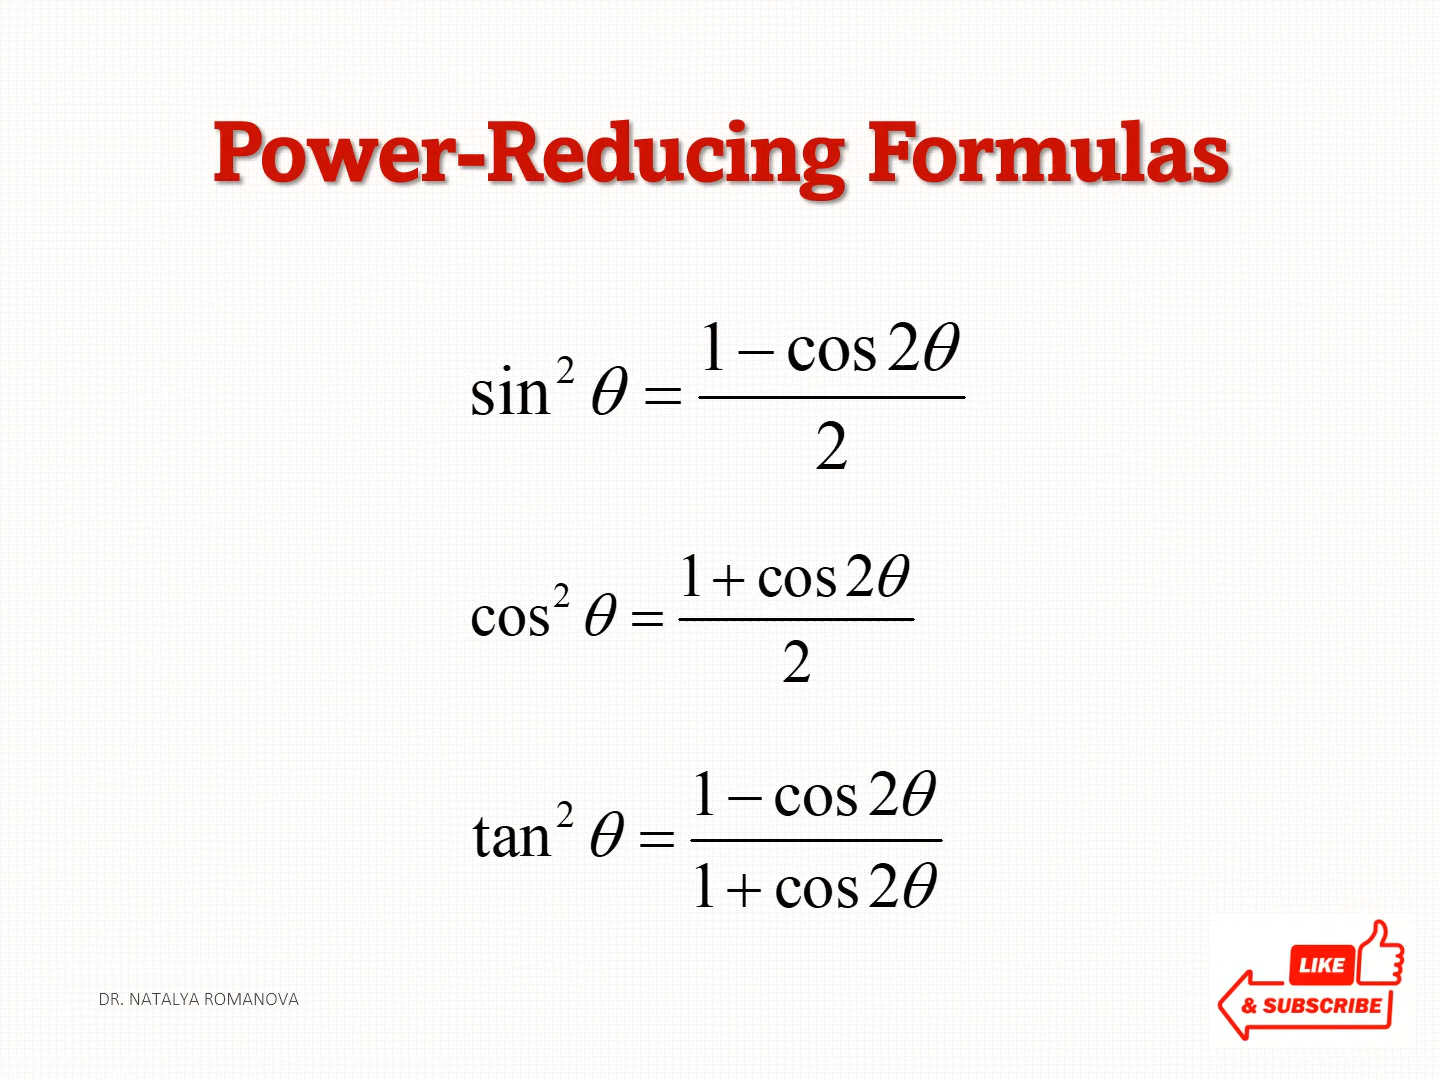 Power-Reducing Formulas
sin² θ = (1 − cos 2θ) / 2
cos² θ = (1 + cos 2θ) / 2
tan² θ = (1 − cos 2θ) / (1 + cos 2θ)
LIKE
& SUBSCRIBE
DR. NATALYA ROMANOVA